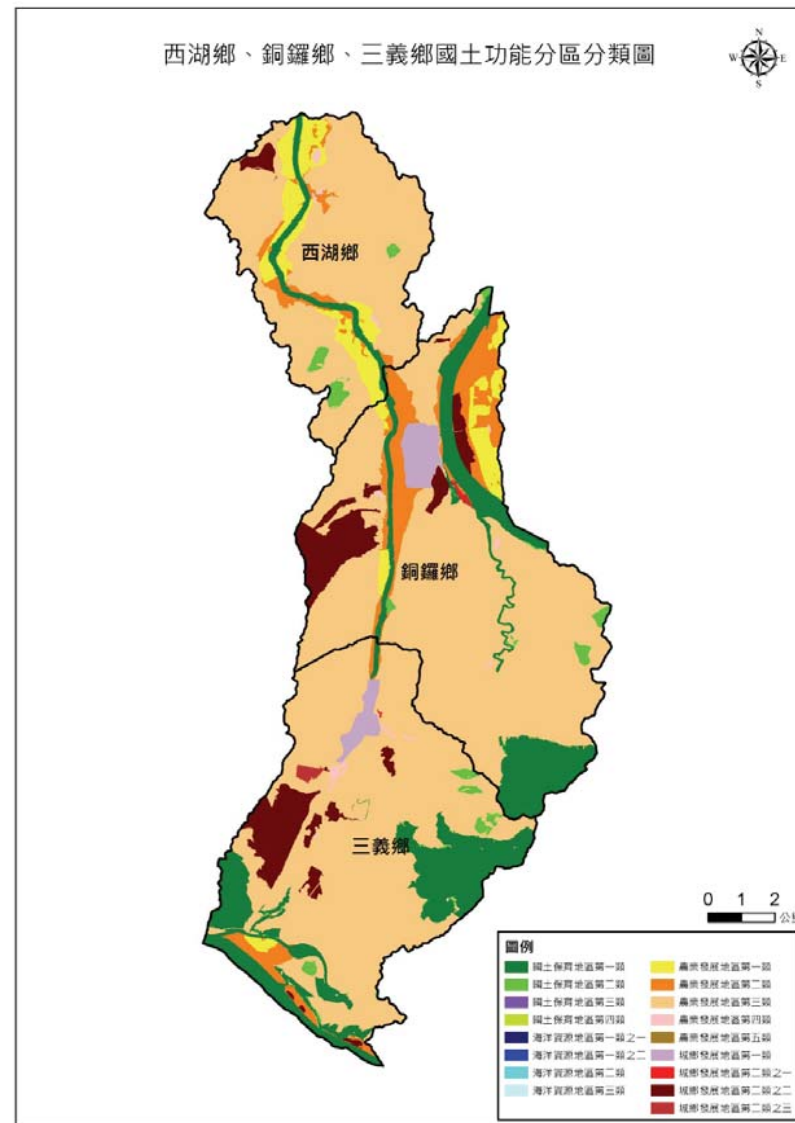 西湖鄉、銅鑼鄉、三義鄉國土功能分區分類圖
N
W E
S
西湖鄉
銅鑼鄉
三義鄉
0 1 2
公里
圖例
國土保育地區第一類
國土保育地區第二類
國土保育地區第三類
國土保育地區第四類
海洋資源地區第一類之一
海洋資源地區第一類之二
海洋資源地區第二類
海洋資源地區第三類
農業發展地區第一類
農業發展地區第二類
農業發展地區第三類
農業發展地區第四類
農業發展地區第五類
城鄉發展地區第一類
城鄉發展地區第二類之一
城鄉發展地區第二類之二
城鄉發展地區第二類之三